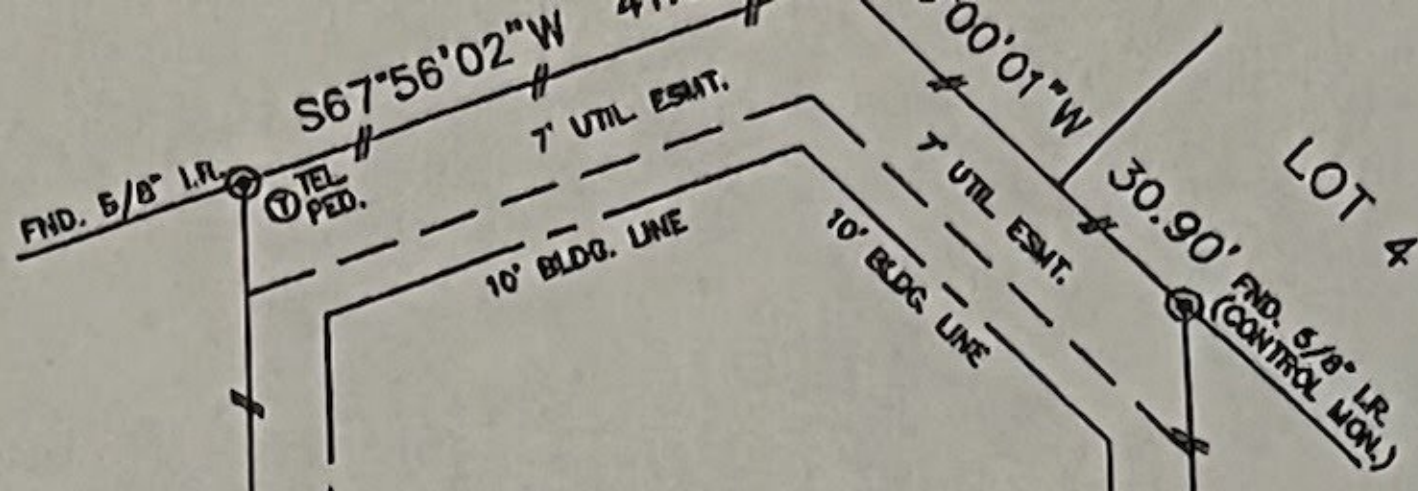 S67°56'02"W
00'01"W
7' UTIL ESMT.
FND. 5/8" I.R.
T TEL.
PED.
7' UTIL ESMT.
30.90'
LOT 4
10' BLDG. LINE
10' BLDG. LINE
FND. 5/8" I.R.
(CONTROL MON.)